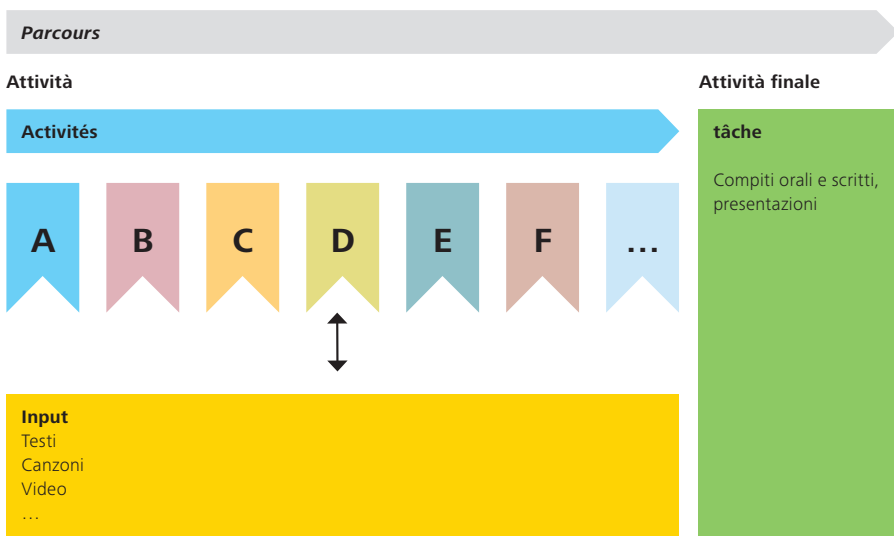 Parcours
Attività
Attività finale
Activités
tâche
Compiti orali e scritti,
presentazioni
A
B
C
D
E
F
...
Input
Testi
Canzoni
Video
…